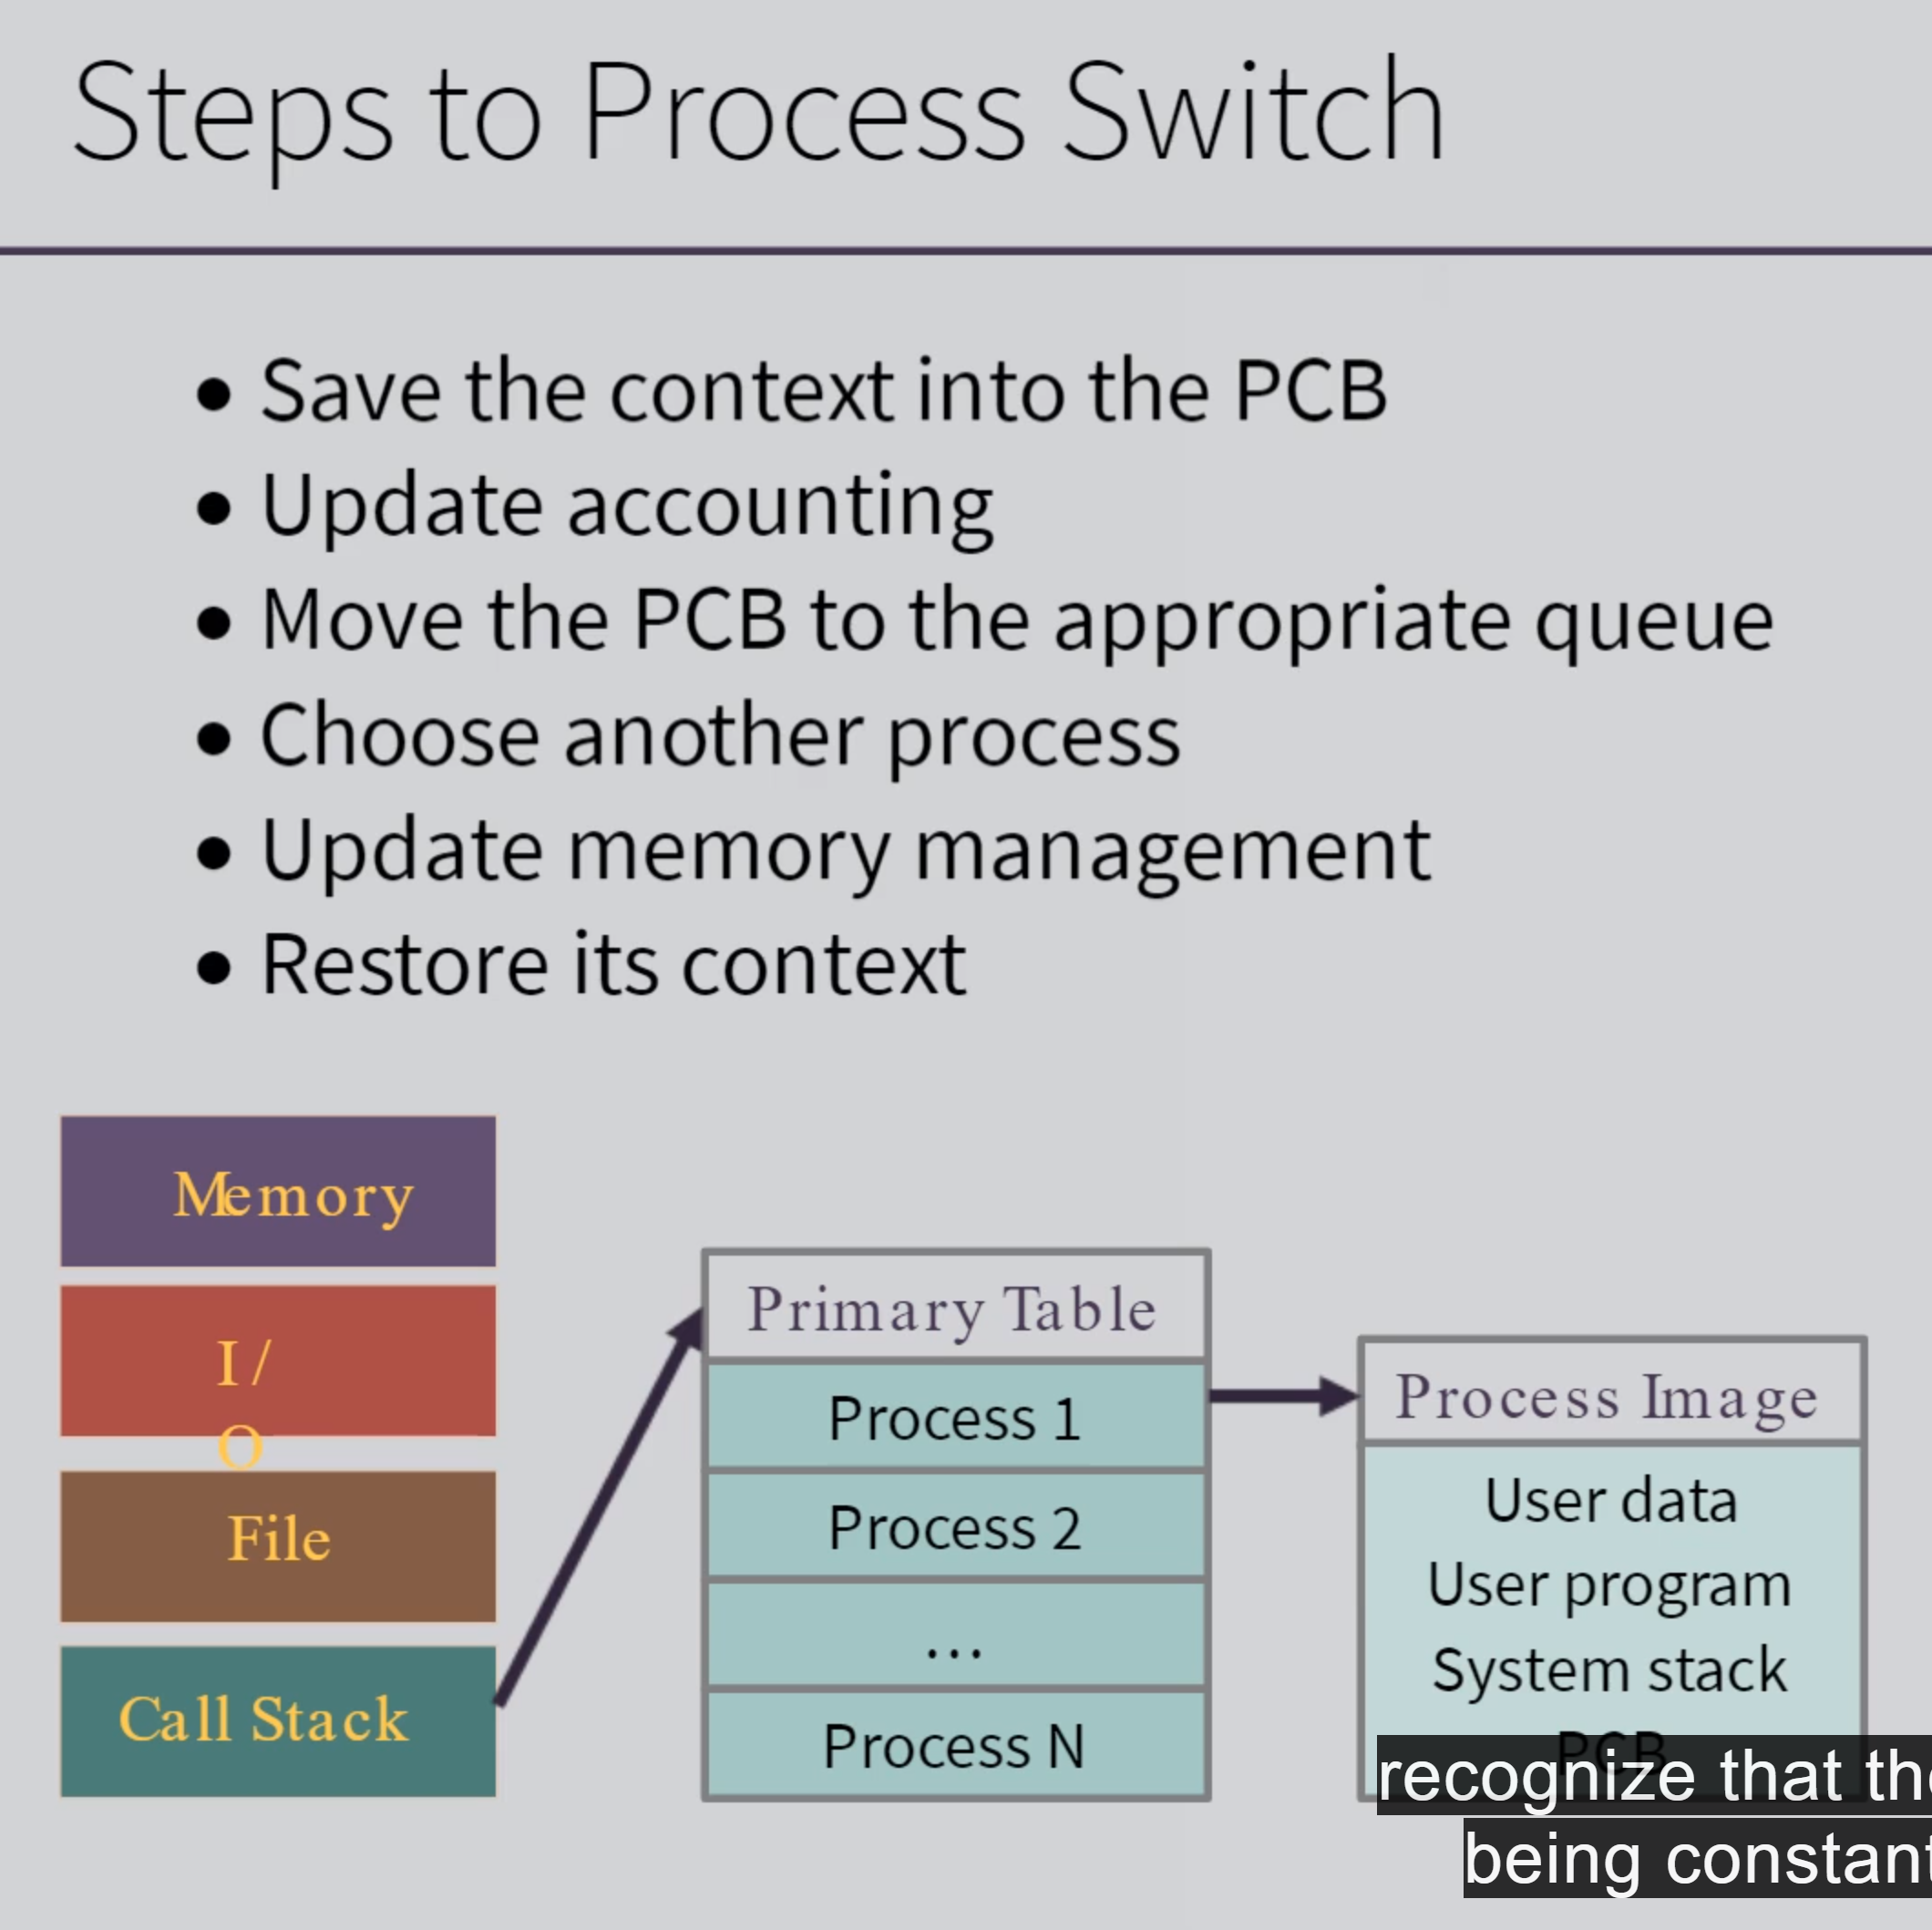 Steps to Process Switch
• Save the context into the PCB
• Update accounting
• Move the PCB to the appropriate queue
• Choose another process
• Update memory management
• Restore its context
Memory
I /
O
File
Call Stack
Primary Table
Process 1
Process 2
...
Process N
Process Image
User data
User program
System stack
PCB
recognize that the
being constant